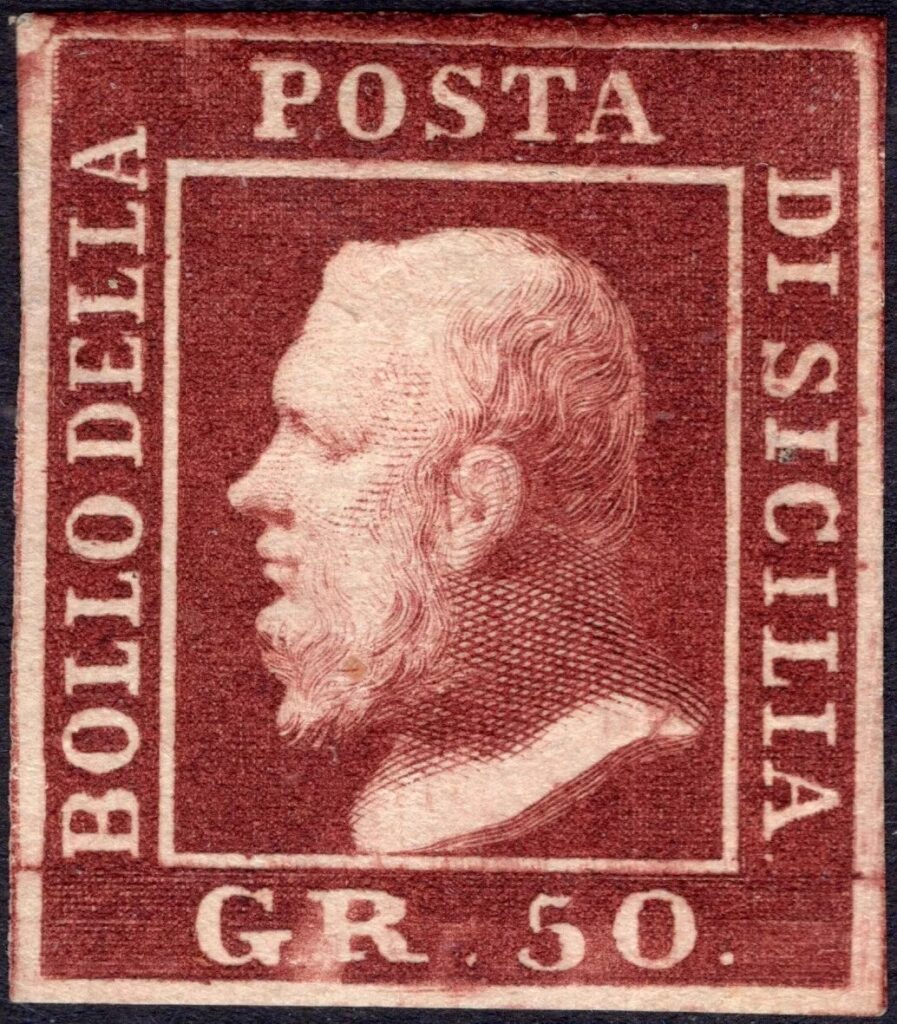 BOLLO DELLA
POSTA
DI SICILIA
GR. 50.